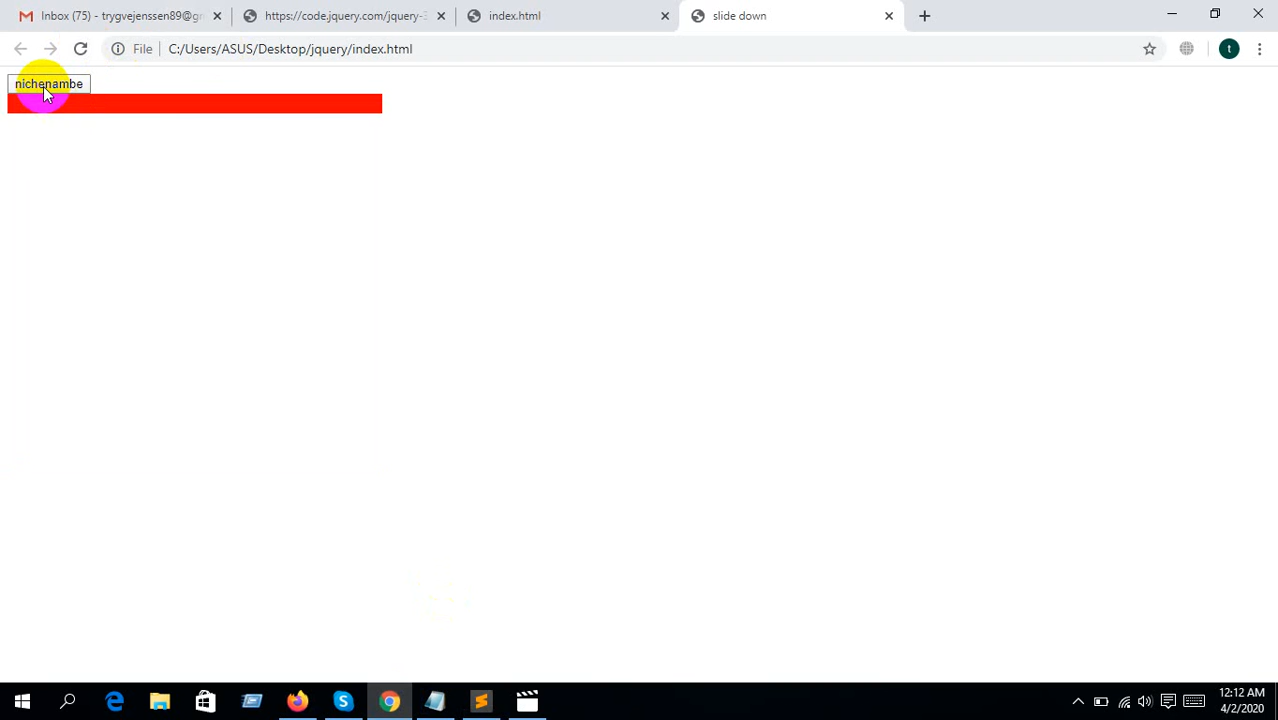 Inbox (75) - trygvejenssen89@gm
https://code.jquery.com/jquery-3
index.html
slide down
File
C:/Users/ASUS/Desktop/jquery/index.html
t
nichenambe
12:12 AM
4/2/2020